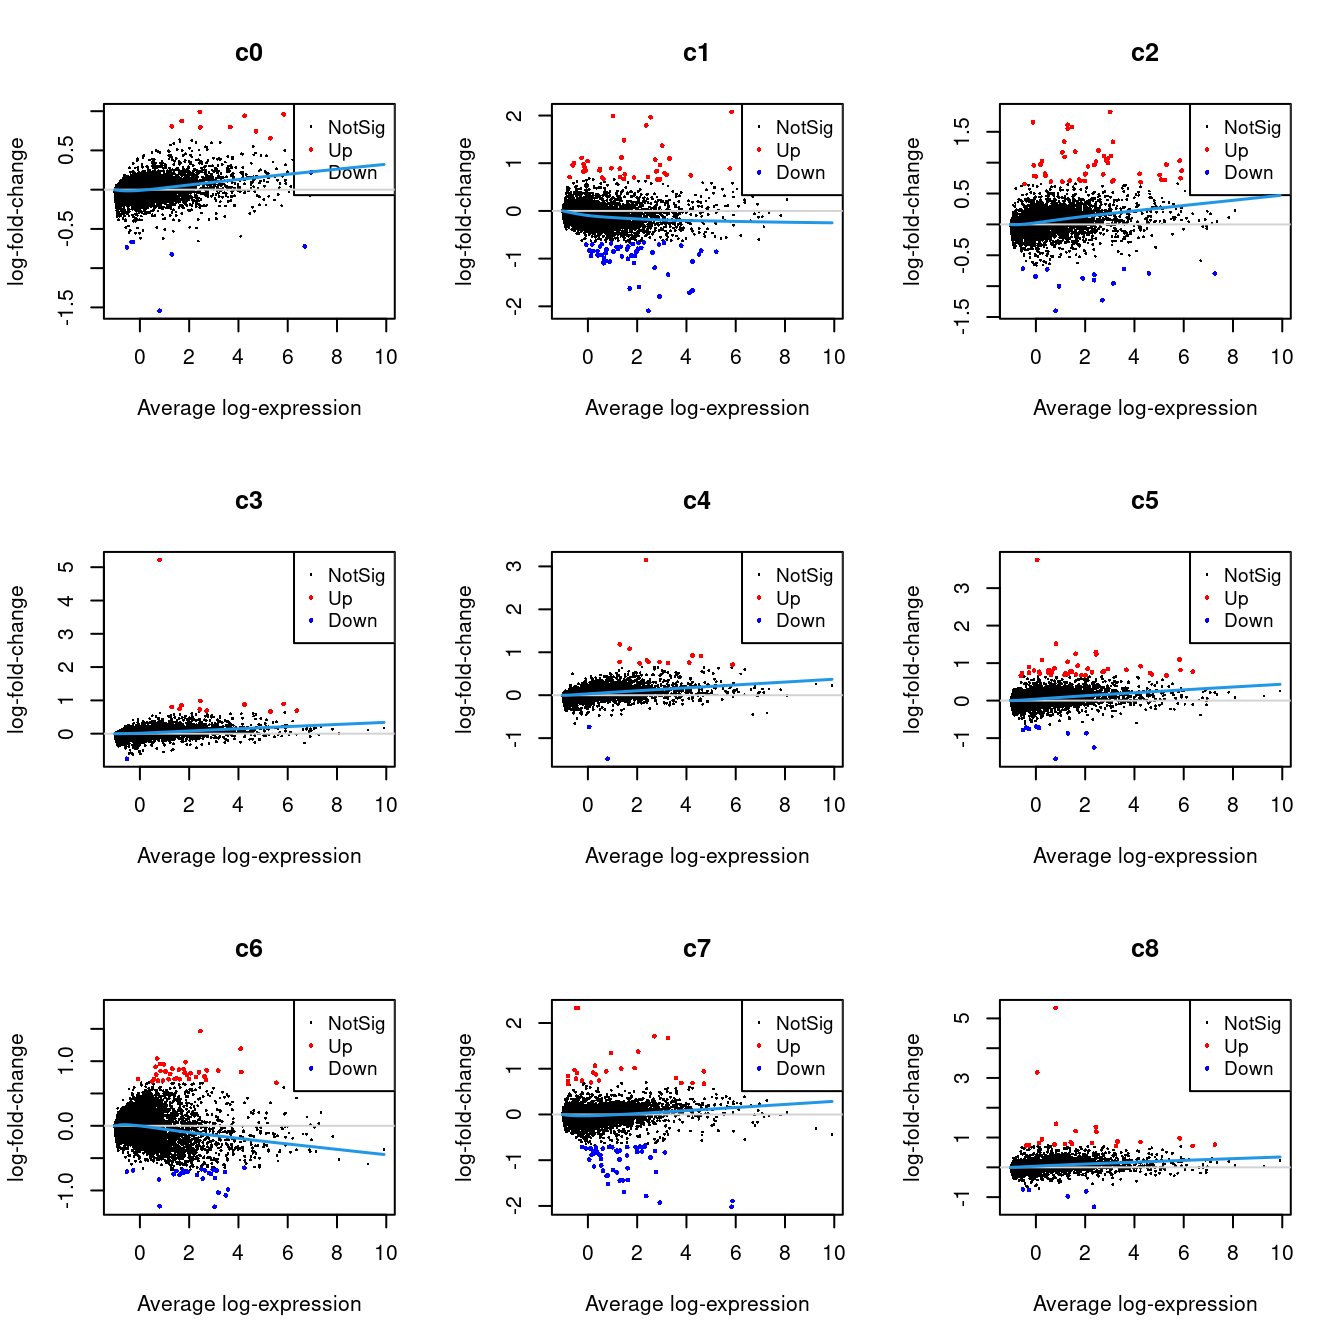 c0
c1
c2
log-fold-change
-1.5 -0.5 0.5
NotSig
Up
Down
0 2 4 6 8 10
Average log-expression
log-fold-change
-2 -1 0 1 2
NotSig
Up
Down
0 2 4 6 8 10
Average log-expression
log-fold-change
-1.5 -0.5 0.5 1.5
NotSig
Up
Down
0 2 4 6 8 10
Average log-expression
c3
c4
c5
log-fold-change
0 1 2 3 4 5
NotSig
Up
Down
0 2 4 6 8 10
Average log-expression
log-fold-change
-1 0 1 2 3
NotSig
Up
Down
0 2 4 6 8 10
Average log-expression
log-fold-change
-1 0 1 2 3
NotSig
Up
Down
0 2 4 6 8 10
Average log-expression
c6
c7
c8
log-fold-change
-1.0 0.0 1.0
NotSig
Up
Down
0 2 4 6 8 10
Average log-expression
log-fold-change
-2 -1 0 1 2
NotSig
Up
Down
0 2 4 6 8 10
Average log-expression
log-fold-change
-1 1 3 5
NotSig
Up
Down
0 2 4 6 8 10
Average log-expression